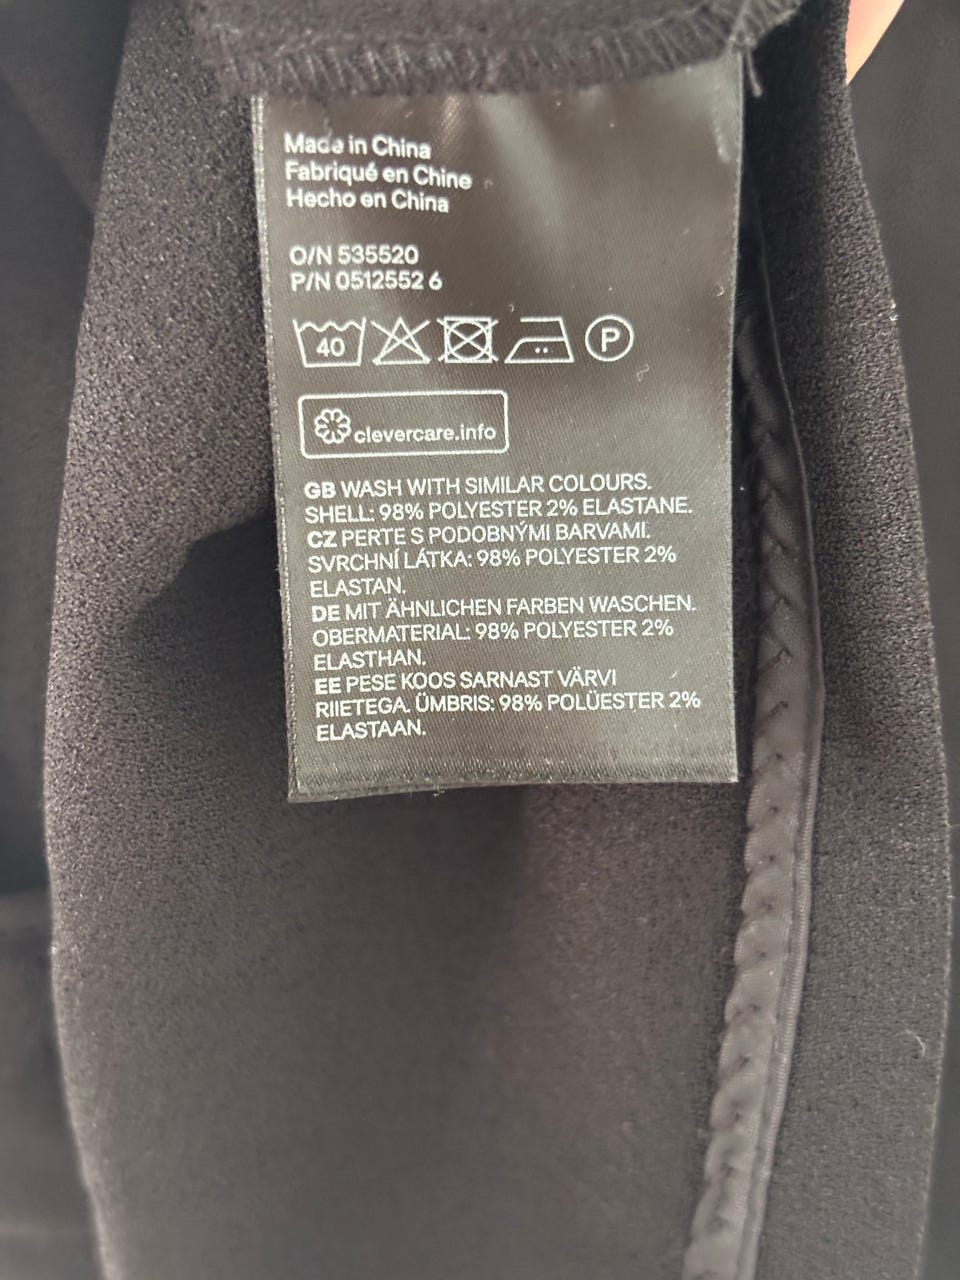 Made in China
Fabriqué en Chine
Hecho en China
O/N 535520
P/N 0512552 6
40 P
clevercare.info
GB WASH WITH SIMILAR COLOURS.
SHELL: 98% POLYESTER 2% ELASTANE.
CZ PERTE S PODOBNÝMI BARVAMI.
SVRCHNÍ LÁTKA: 98% POLYESTER 2%
ELASTAN.
DE MIT ÄHNLICHEN FARBEN WASCHEN.
OBERMATERIAL: 98% POLYESTER 2%
ELASTHAN.
EE PESE KOOS SARNAST VÄRVI
RIIETEGA. ÜMBRIS: 98% POLÜESTER 2%
ELASTAAN.